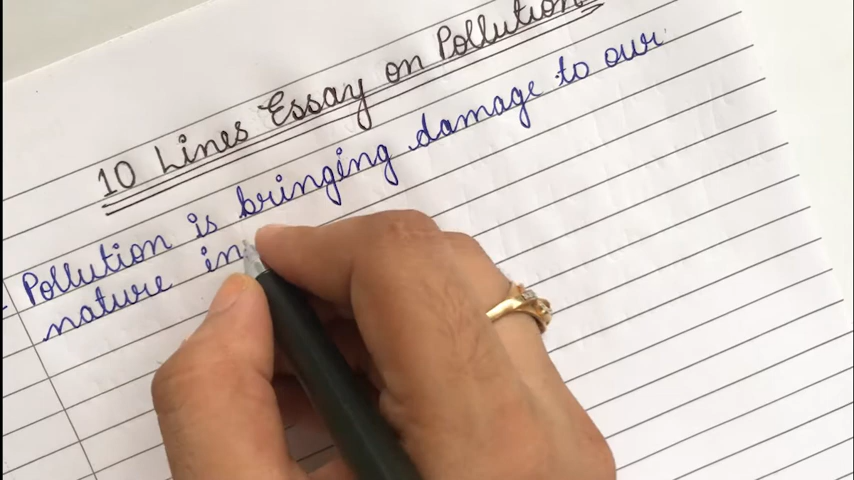 10 Lines Essay on Pollution
Pollution is bringing damage to our
nature in